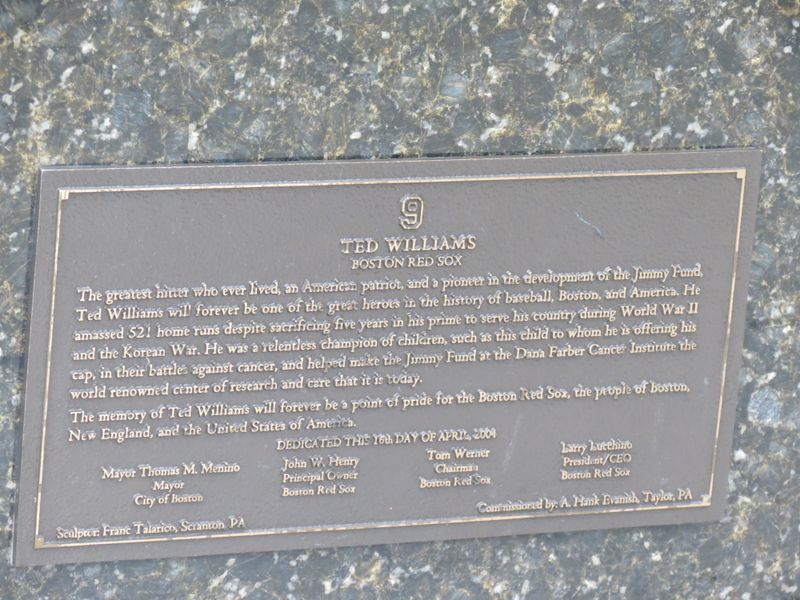 9
TED WILLIAMS
BOSTON RED SOX
The greatest hitter who ever lived, an American patriot, and a pioneer in the development of the Jimmy Fund,
Ted Williams will forever be one of the great heroes in the history of baseball, Boston, and America. He
amassed 521 home runs despite sacrificing five years in his prime to serve his country during World War II
and the Korean War. He was a relentless champion of children, such as this child to whom he is offering his
cap, in their battles against cancer, and helped make the Jimmy Fund at the Dana Farber Cancer Institute the
world renowned center of research and care that it is today.
The memory of Ted Williams will forever be a point of pride for the Boston Red Sox, the people of Boston,
New England, and the United States of America.
DEDICATED THIS 16th DAY OF APRIL, 2004
Mayor Thomas M. Menino
Mayor
City of Boston
John W. Henry
Principal Owner
Boston Red Sox
Tom Werner
Chairman
Boston Red Sox
Larry Lucchino
President/CEO
Boston Red Sox
Sculptor: Franc Talarico, Scranton PA
Commissioned by: A. Hank Evanish, Taylor, PA